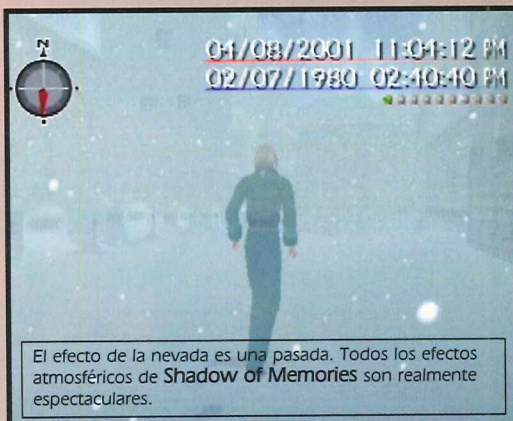 N
04/08/2001 11:04:12 PM
02/07/1980 02:40:40 PM
El efecto de la nevada es una pasada. Todos los efectos
atmosféricos de Shadow of Memories son realmente
espectaculares.